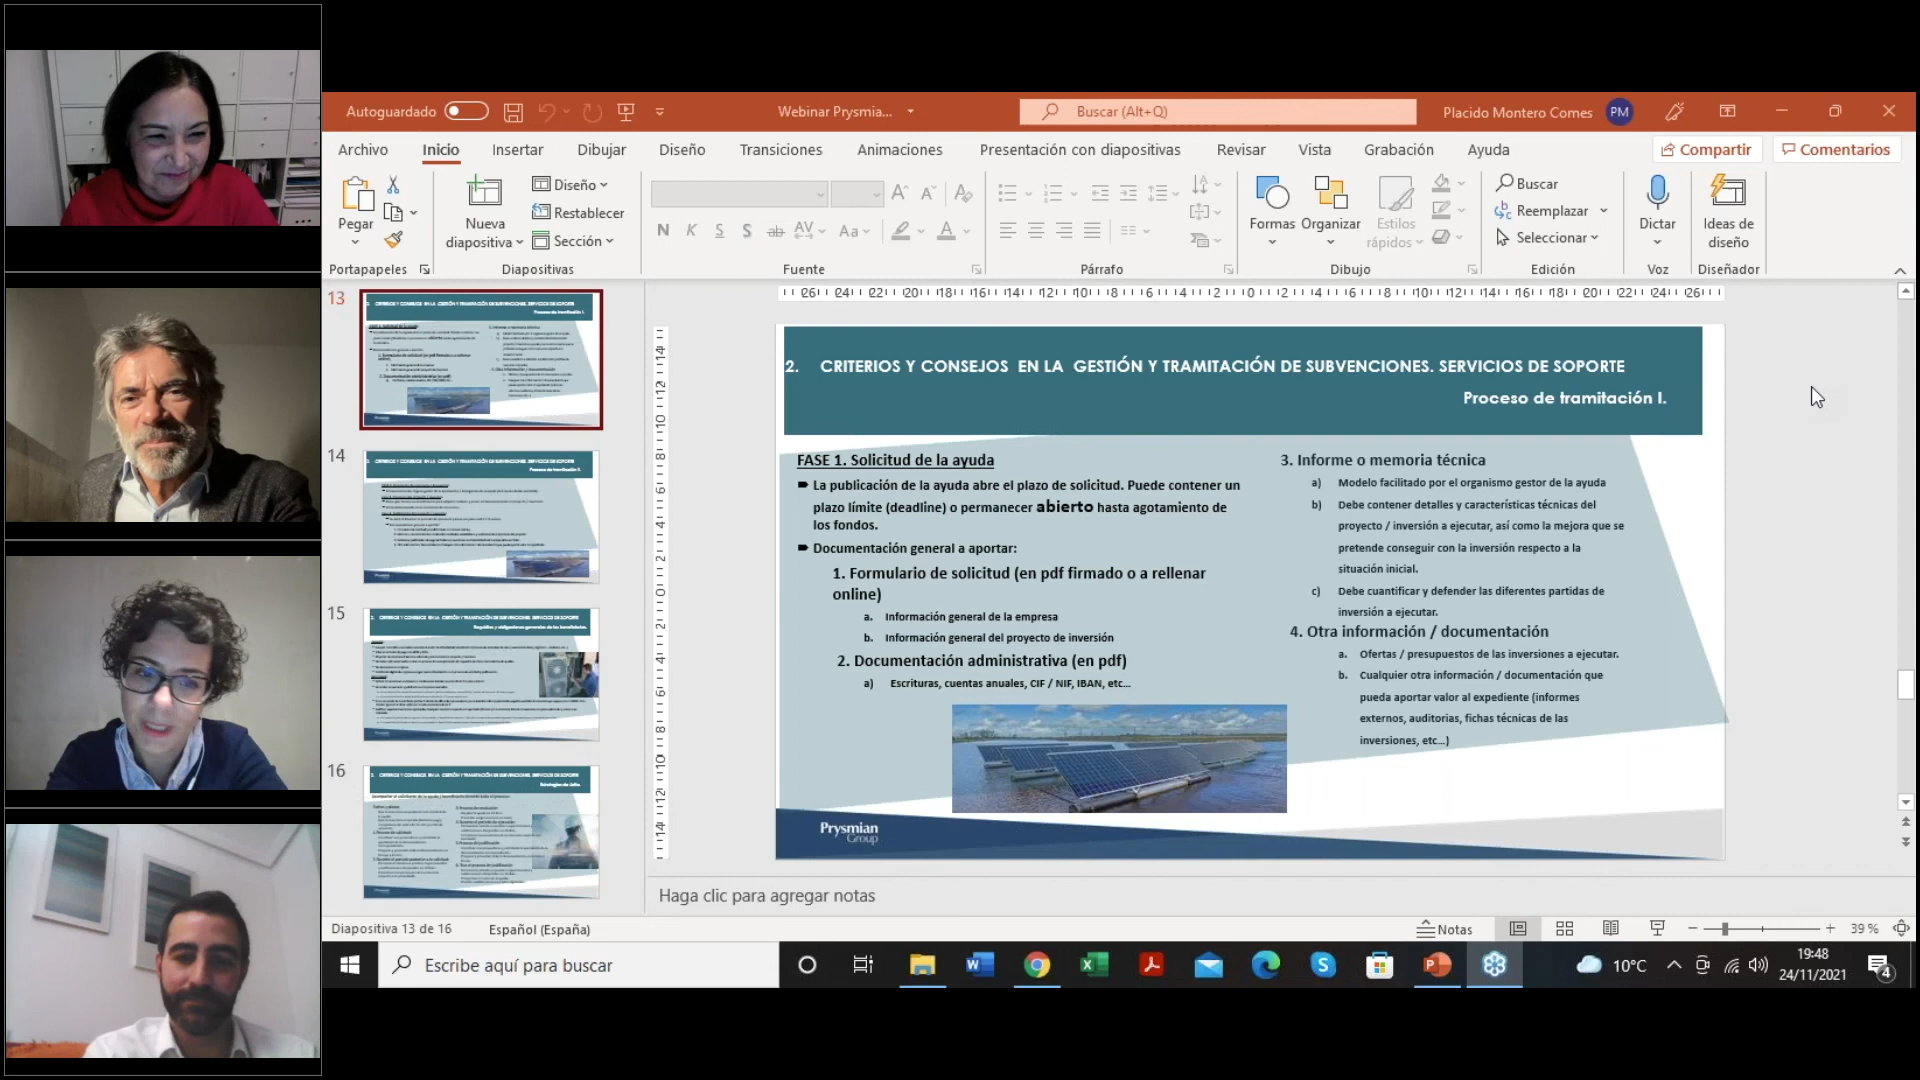 Autoguardado
Webinar Prysmia...
Buscar (Alt+Q)
Placido Montero Comes
PM
Archivo
Inicio
Insertar
Dibujar
Diseño
Transiciones
Animaciones
Presentación con diapositivas
Revisar
Vista
Grabación
Ayuda
Compartir
Comentarios
Pegar
Nueva
diapositiva
Diseño
Restablecer
Sección
Formas
Organizar
Estilos
rápidos
Buscar
Reemplazar
Seleccionar
Dictar
Ideas de
diseño
Portapapeles
Diapositivas
Fuente
Párrafo
Dibujo
Edición
Voz
Diseñador
13
14
15
16
2. CRITERIOS Y CONSEJOS EN LA GESTIÓN Y TRAMITACIÓN DE SUBVENCIONES. SERVICIOS DE SOPORTE
Proceso de tramitación I.
FASE 1. Solicitud de la ayuda
La publicación de la ayuda abre el plazo de solicitud. Puede contener un
plazo límite (deadline) o permanecer abierto hasta agotamiento de
los fondos.
Documentación general a aportar:
1. Formulario de solicitud (en pdf firmado o a rellenar
online)
a. Información general de la empresa
b. Información general del proyecto de inversión
2. Documentación administrativa (en pdf)
a) Escrituras, cuentas anuales, CIF / NIF, IBAN, etc...
3. Informe o memoria técnica
a) Modelo facilitado por el organismo gestor de la ayuda
b) Debe contener detalles y características técnicas del
proyecto / inversión a ejecutar, así como la mejora que se
pretende conseguir con la inversión respecto a la
situación inicial.
c) Debe cuantificar y defender las diferentes partidas de
inversión a ejecutar.
4. Otra información / documentación
a. Ofertas / presupuestos de las inversiones a ejecutar.
b. Cualquier otra información / documentación que
pueda aportar valor al expediente (informes
externos, auditorias, fichas técnicas de las
inversiones, etc...)
Prysmian
Group
Haga clic para agregar notas
Diapositiva 13 de 16
Español (España)
Notas
39 %
Escribe aquí para buscar
10°C
19:48
24/11/2021
4